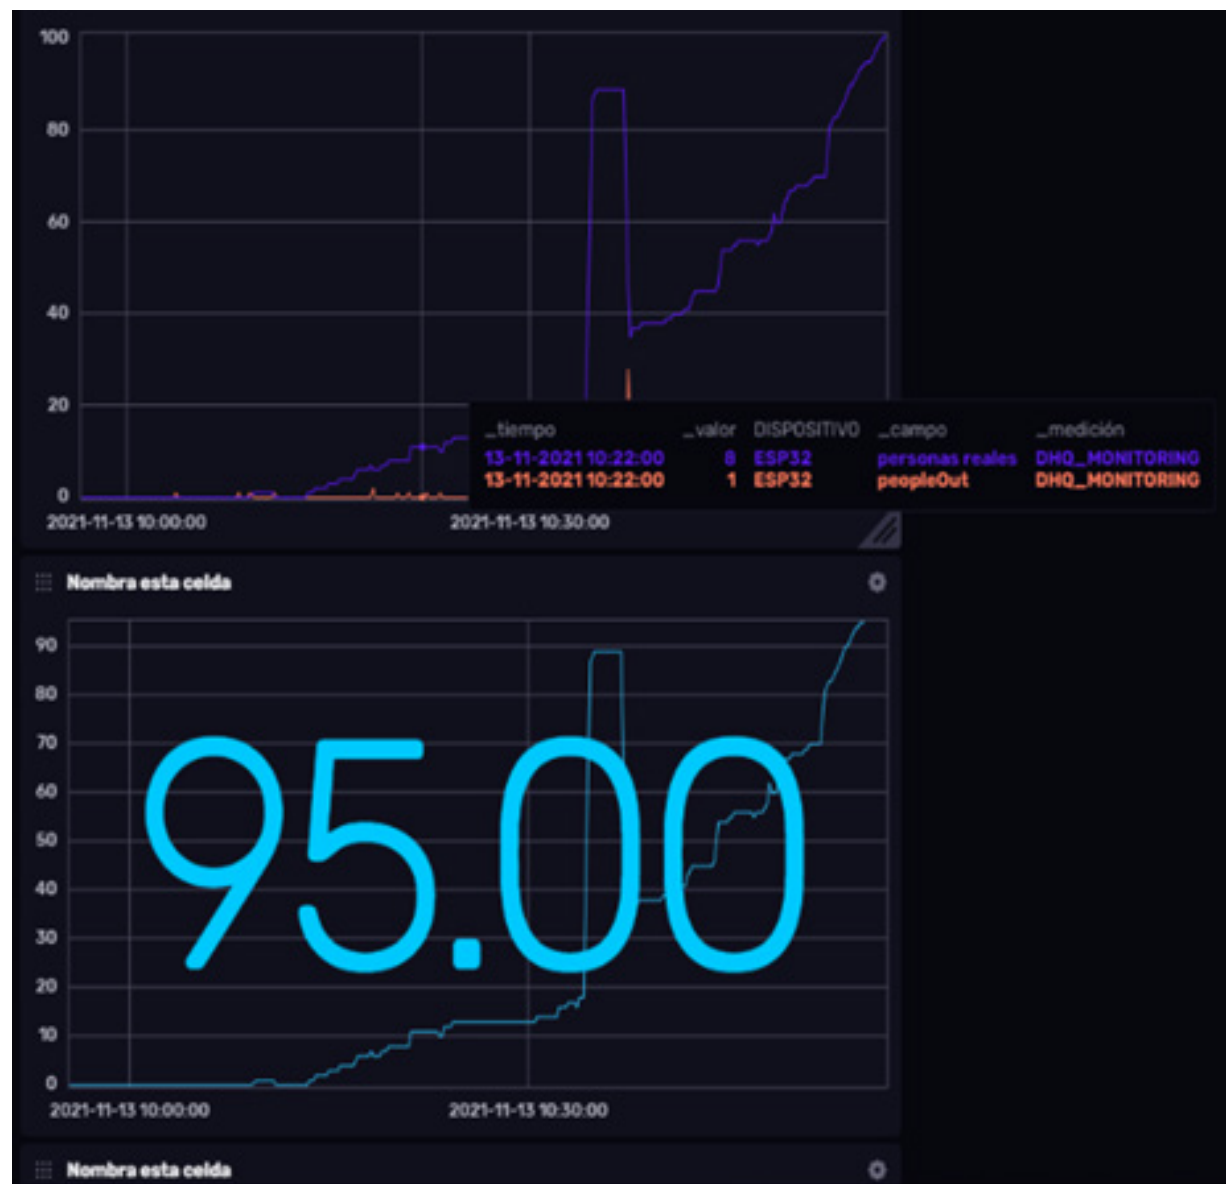 100
80
60
40
20
0
_tiempo _valor DISPOSITIVO _campo _medición
13-11-2021 10:22:00 8 ESP32 personas reales DHQ_MONITORING
13-11-2021 10:22:00 1 ESP32 peopleOut DHQ_MONITORING
2021-11-13 10:00:00 2021-11-13 10:30:00
Nombra esta celda
90
80
70
60
50
40
30
20
10
0
95.00
2021-11-13 10:00:00 2021-11-13 10:30:00
Nombra esta celda